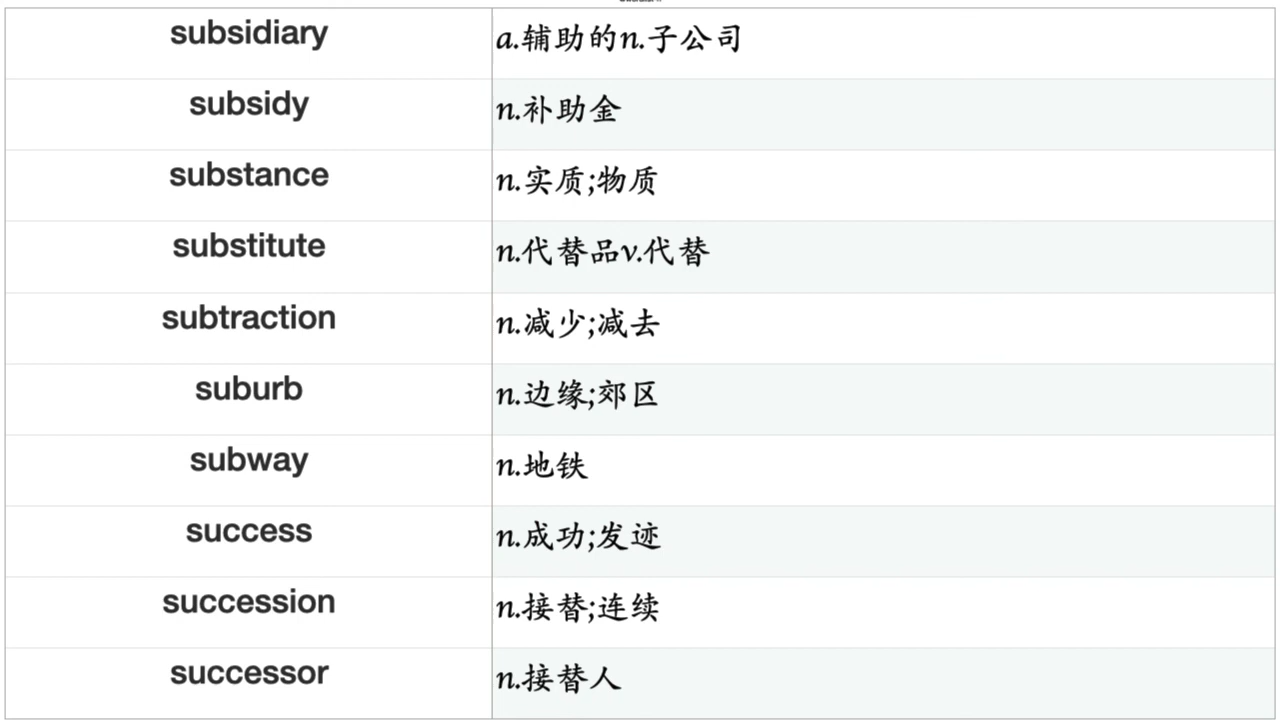 subsidiary a.辅助的n.子公司
subsidy n.补助金
substance n.实质;物质
substitute n.代替品v.代替
subtraction n.减少;减去
suburb n.边缘;郊区
subway n.地铁
success n.成功;发迹
succession n.接替;连续
successor n.接替人